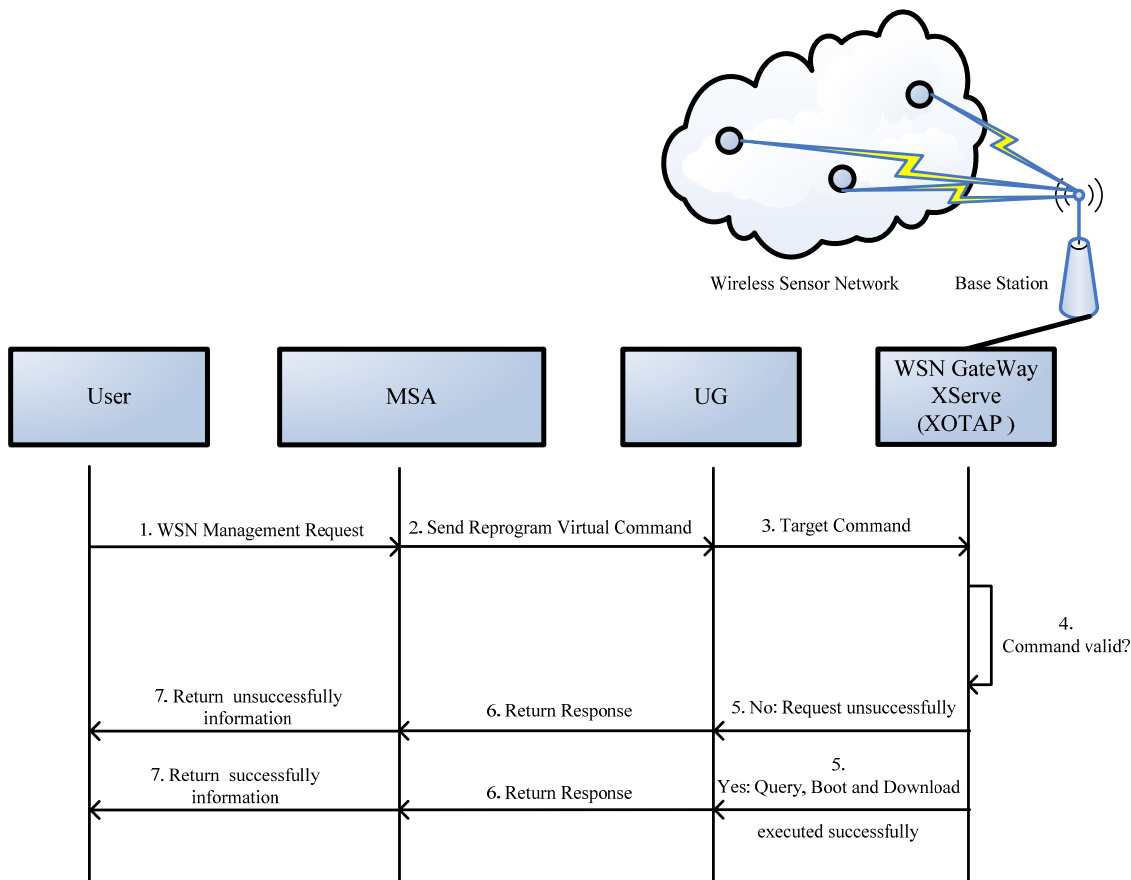 Wireless Sensor Network
Base Station
User
MSA
UG
WSN GateWay
XServe
(XOTAP )
1. WSN Management Request
2. Send Reprogram Virtual Command
3. Target Command
4.
Command valid?
7. Return unsuccessfully
information
6. Return Response
5. No: Request unsuccessfully
7. Return successfully
information
6. Return Response
5.
Yes: Query, Boot and Download
executed successfully